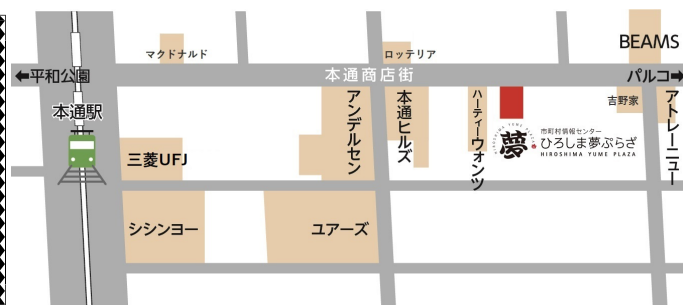 マクドナルド
ロッテリア
BEAMS
←平和公園
本通商店街
パルコ→
本通駅
アンデルセン
本通ヒルズ
ハーティーウォンツ
吉野家
アトレーニュー
市町村情報センター
夢 ひろしま夢ぷらざ
HIROSHIMA YUME PLAZA
三菱UFJ
シシンヨー
ユアーズ